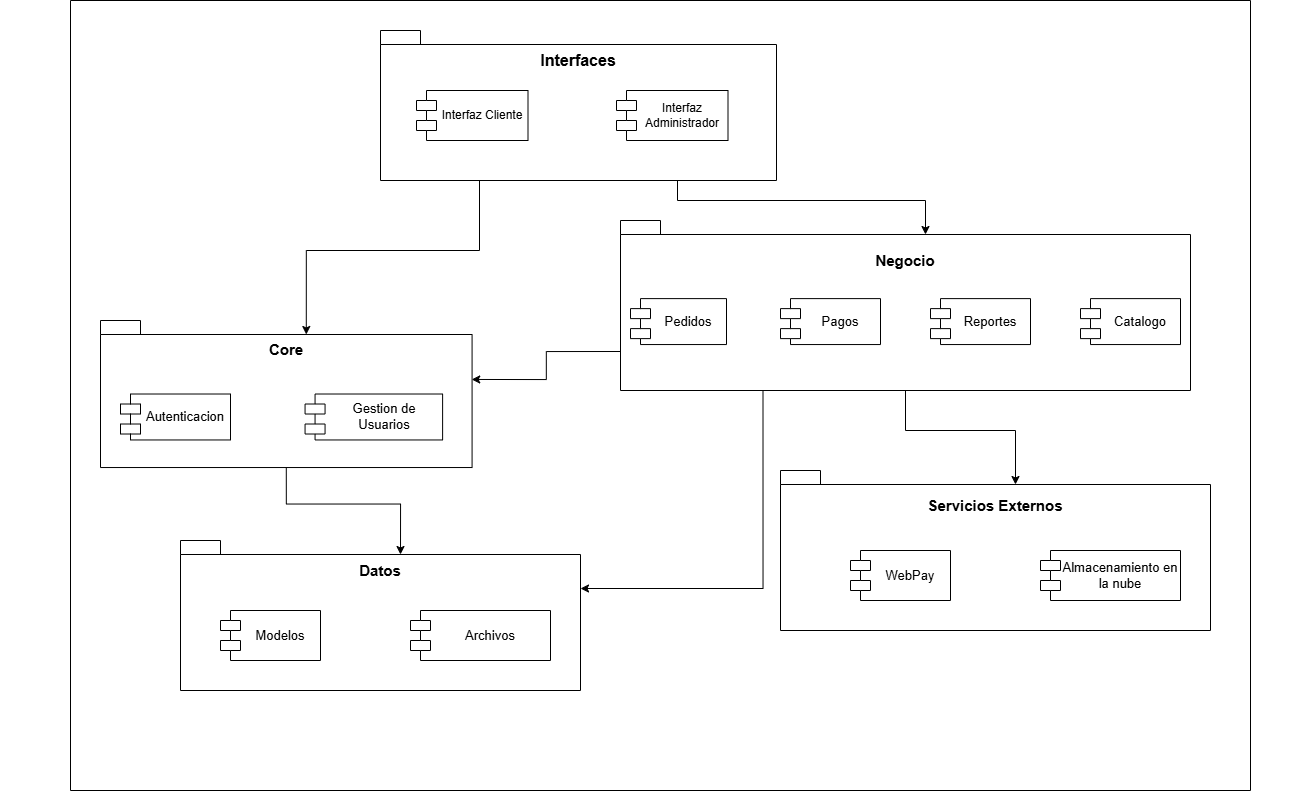 Interfaces
Interfaz Cliente
Interfaz
Administrador
Negocio
Pedidos
Pagos
Reportes
Catalogo
Core
Autenticacion
Gestion de
Usuarios
Servicios Externos
WebPay
Almacenamiento en
la nube
Datos
Modelos
Archivos